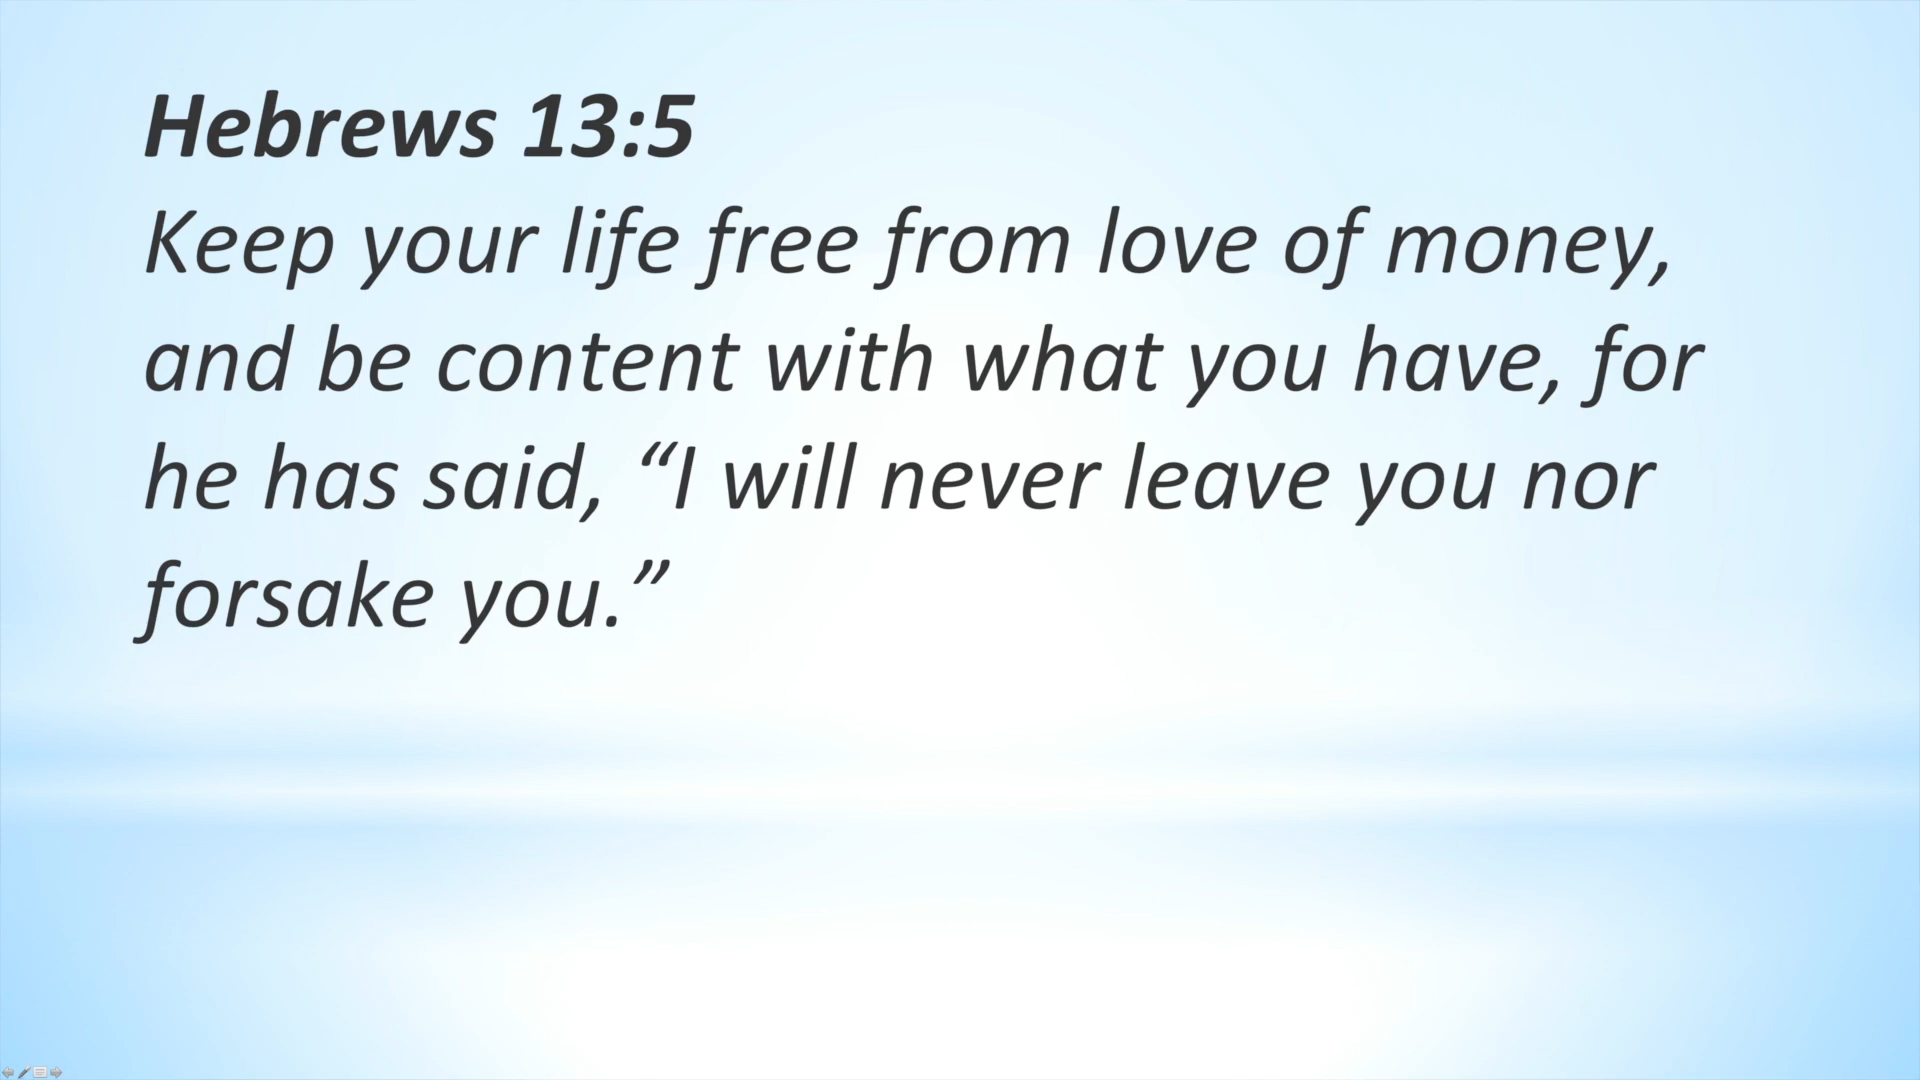 Hebrews 13:5
Keep your life free from love of money,
and be content with what you have, for
he has said, “I will never leave you nor
forsake you.”